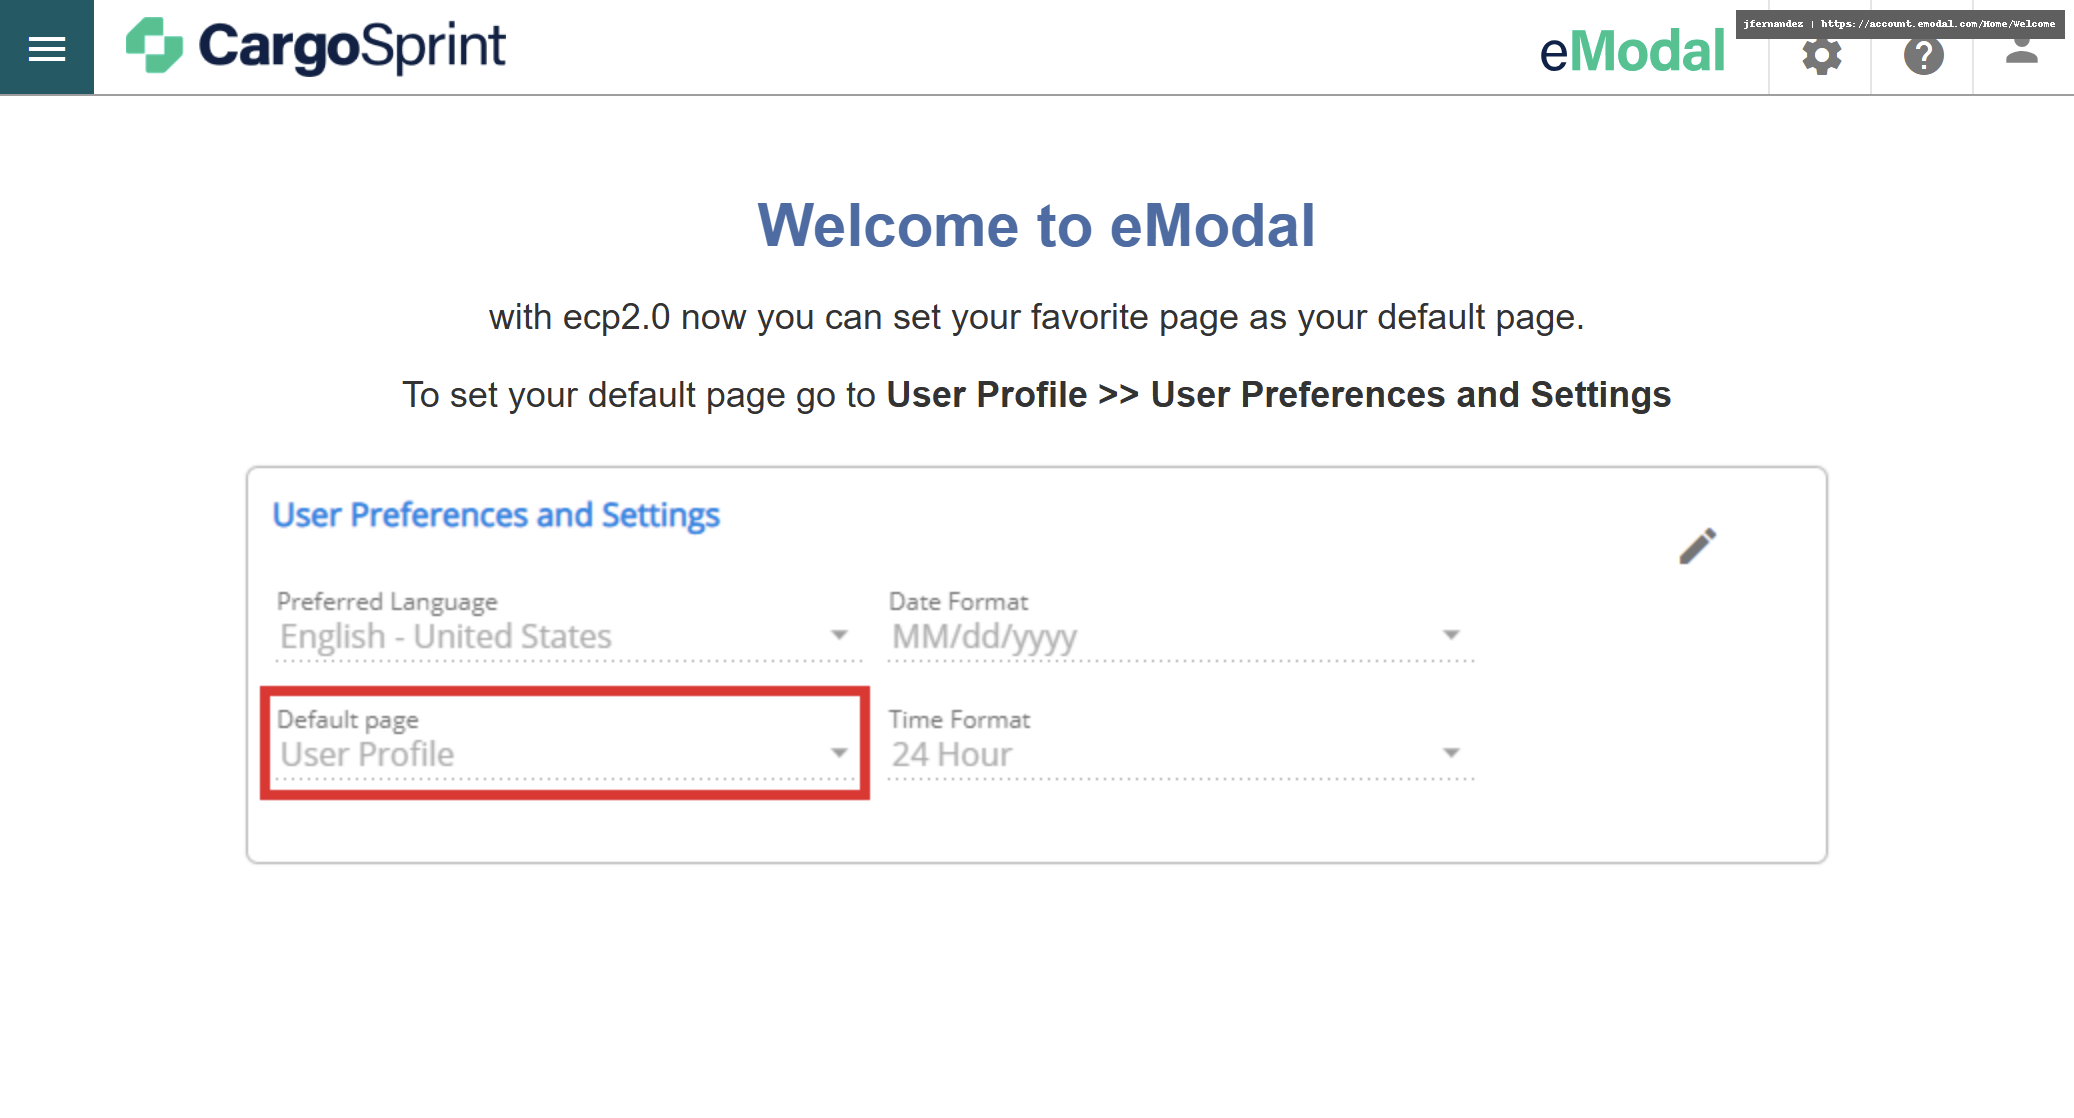 CargoSprint
eModal
jfernandez | https://account.emodal.com/Home/Welcome
Welcome to eModal
with ecp2.0 now you can set your favorite page as your default page.
To set your default page go to User Profile >> User Preferences and Settings
User Preferences and Settings
Preferred Language
English - United States
Date Format
MM/dd/yyyy
Default page
User Profile
Time Format
24 Hour